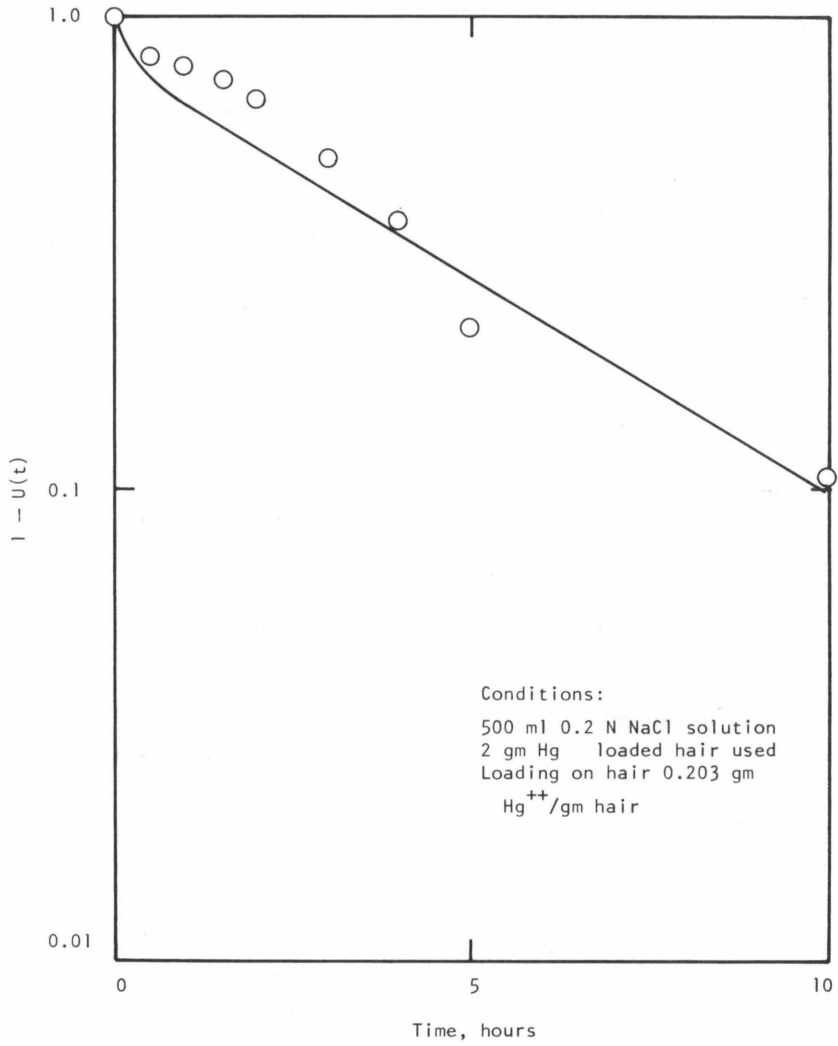 1.0
0.1
0.01
1 — U(t)
Conditions:
500 ml 0.2 N NaCl solution
2 gm Hg loaded hair used
Loading on hair 0.203 gm
Hg++/gm hair
0 5 10
Time, hours